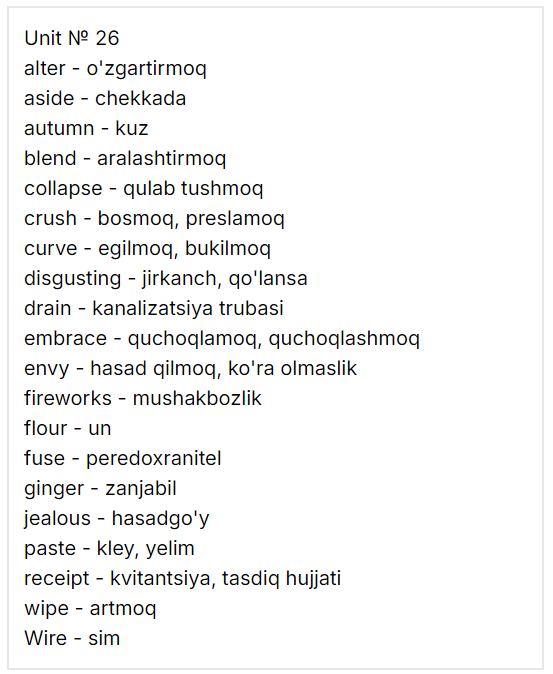 Unit № 26
alter - o'zgartirmoq
aside - chekkada
autumn - kuz
blend - aralashtirmoq
collapse - qulab tushmoq
crush - bosmoq, preslamoq
curve - egilmoq, bukilmoq
disgusting - jirkanch, qo'lansa
drain - kanalizatsiya trubasi
embrace - quchoqlamoq, quchoqlashmoq
envy - hasad qilmoq, ko'ra olmaslik
fireworks - mushakbozlik
flour - un
fuse - peredoxranitel
ginger - zanjabil
jealous - hasadgo'y
paste - kley, yelim
receipt - kvitantsiya, tasdiq hujjati
wipe - artmoq
Wire - sim